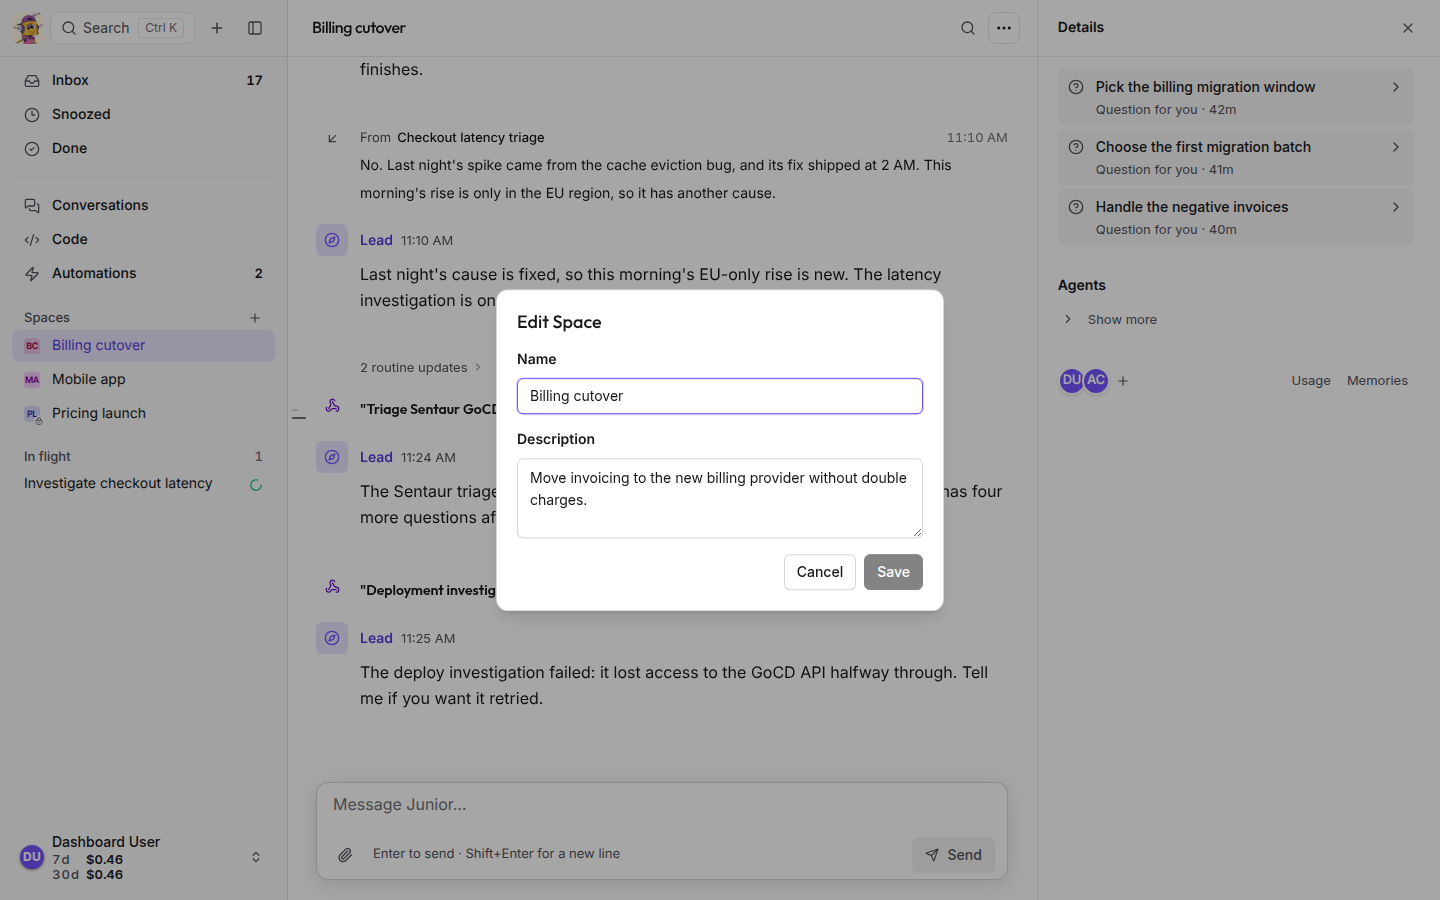 Search Ctrl K
Inbox 17
Snoozed
Done
Conversations
Code
Automations 2
Spaces
BC Billing cutover
MA Mobile app
PL Pricing launch
In flight 1
Investigate checkout latency
DU Dashboard User
7d $0.46
30d $0.46
Billing cutover
finishes.
From Checkout latency triage 11:10 AM
No. Last night's spike came from the cache eviction bug, and its fix shipped at 2 AM. This
morning's rise is only in the EU region, so it has another cause.
Lead 11:10 AM
Last night's cause is fixed, so this morning's EU-only rise is new. The latency
investigation is on
2 routine updates
"Triage Sentaur GoCD
Lead 11:24 AM
The Sentaur triage has four
more questions af
"Deployment investig
Lead 11:25 AM
The deploy investigation failed: it lost access to the GoCD API halfway through. Tell
me if you want it retried.
Message Junior...
Enter to send · Shift+Enter for a new line
Send
Edit Space
Name
Billing cutover
Description
Move invoicing to the new billing provider without double
charges.
Cancel Save
Details
Pick the billing migration window
Question for you · 42m
Choose the first migration batch
Question for you · 41m
Handle the negative invoices
Question for you · 40m
Agents
Show more
DU AC Usage Memories